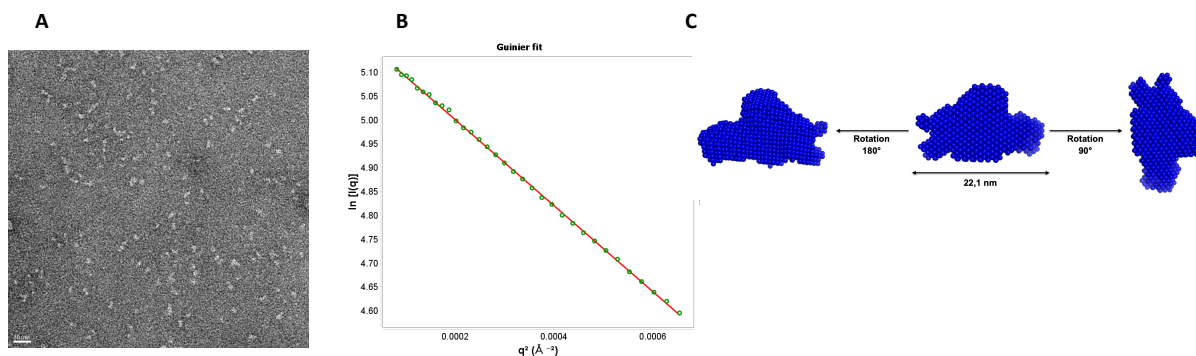 A
B
C
Guinier fit
ln [I(q)]
5.10
5.05
5.00
4.95
4.90
4.85
4.80
4.75
4.70
4.65
4.60
0.0002
0.0004
0.0006
q² (Å ⁻²)
Rotation
180°
Rotation
90°
22,1 nm